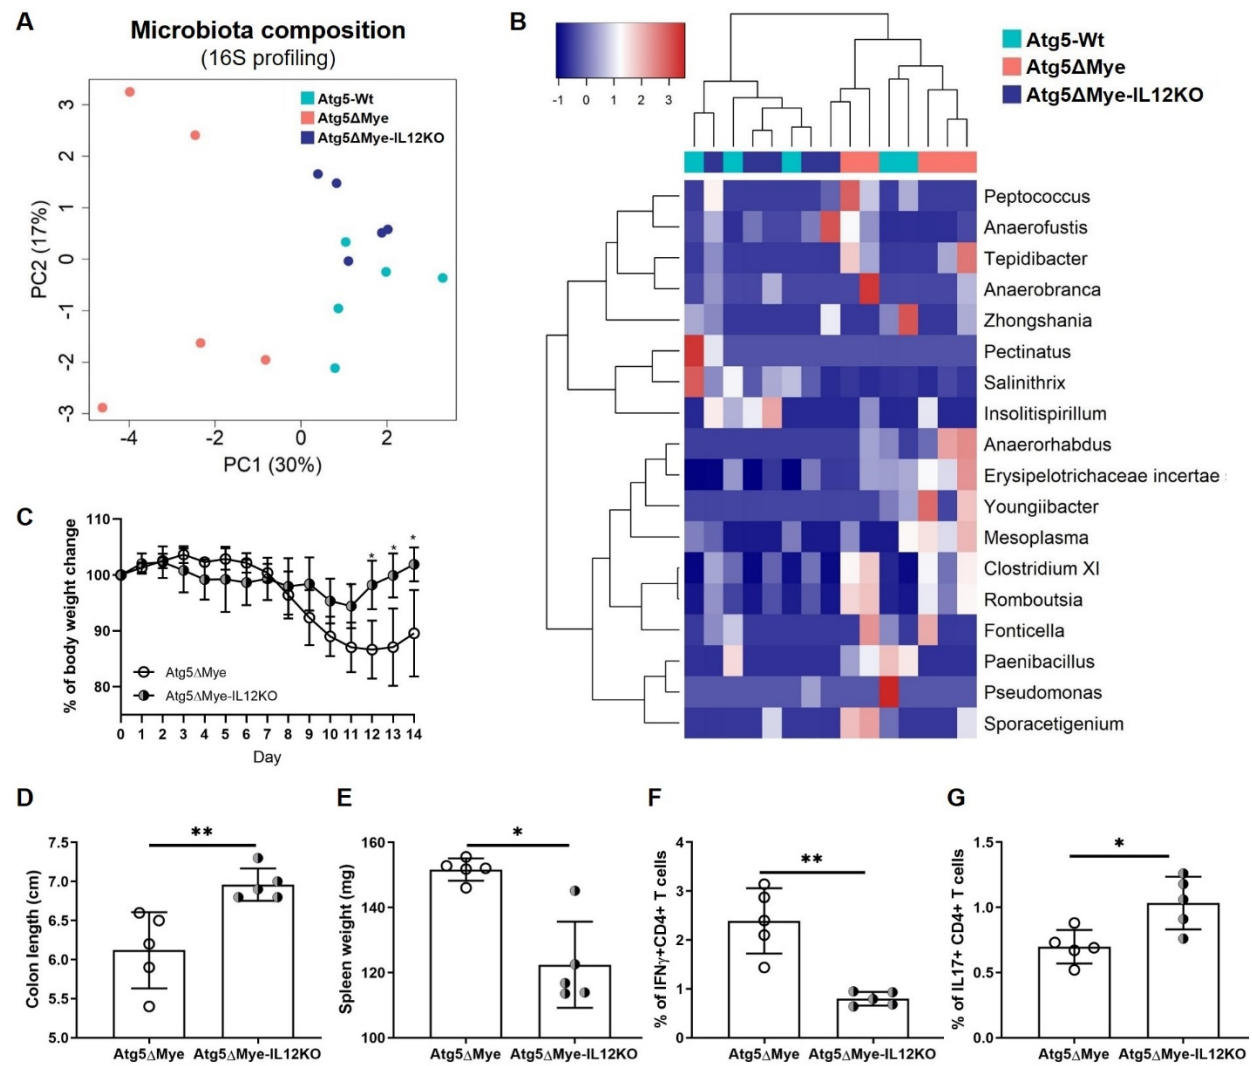 A
Microbiota composition
(16S profiling)
Atg5-Wt
Atg5ΔMye
Atg5ΔMye-IL12KO
PC2 (17%)
3
2
1
0
-1
-2
-3
-4
-2
0
2
PC1 (30%)
B
-1
0
1
2
3
Atg5-Wt
Atg5ΔMye
Atg5ΔMye-IL12KO
Peptococcus
Anaerofustis
Tepidibacter
Anaerobranca
Zhongshania
Pectinatus
Salinithrix
Insolitispirillum
Anaerorhabdus
Erysipelotrichaceae incertae
Youngiibacter
Mesoplasma
Clostridium XI
Romboutsia
Fonticella
Paenibacillus
Pseudomonas
Sporacetigenium
C
% of body weight change
110
100
90
80
* * *
Atg5ΔMye
Atg5ΔMye-IL12KO
0 1 2 3 4 5 6 7 8 9 10 11 12 13 14
Day
D
Colon length (cm)
7.5
7.0
6.5
6.0
5.5
5.0
**
Atg5ΔMye Atg5ΔMye-IL12KO
E
Spleen weight (mg)
160
140
120
100
*
Atg5ΔMye Atg5ΔMye-IL12KO
F
% of IFNγ+CD4+ T cells
4
3
2
1
0
**
Atg5ΔMye Atg5ΔMye-IL12KO
G
% of IL17+ CD4+ T cells
1.5
1.0
0.5
0.0
*
Atg5ΔMye Atg5ΔMye-IL12KO